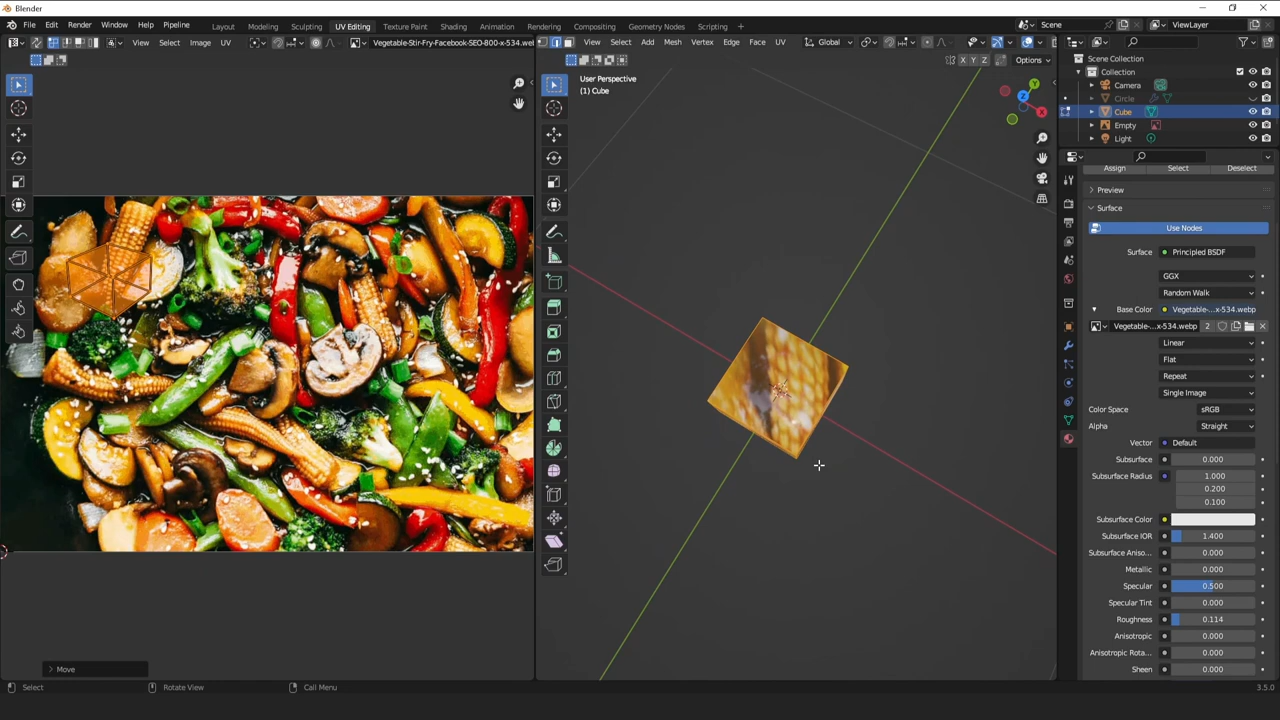 Blender
File Edit Render Window Help Pipeline Layout Modeling Sculpting UV Editing Texture Paint Shading Animation Rendering Compositing Geometry Nodes Scripting Scene ViewLayer
View Select Image UV Vegetable-Stir-Fry-Facebook-SEO-800-x-534.we View Select Add Mesh Vertex Edge Face UV Global
X Y Z Options
User Perspective
(1) Cube
Scene Collection
Collection
Camera
Circle
Cube
Empty
Light
Assign Select Deselect
Preview
Surface
Use Nodes
Surface Principled BSDF
GGX
Random Walk
Base Color Vegetable-...x-534.webp
Vegetable-...x-534.webp 2
Linear
Flat
Repeat
Single Image
Color Space sRGB
Alpha Straight
Vector Default
Subsurface 0.000
Subsurface Radius 1.000
0.200
0.100
Subsurface Color
Subsurface IOR 1.400
Subsurface Aniso... 0.000
Metallic 0.000
Specular 0.500
Specular Tint 0.000
Roughness 0.114
Anisotropic 0.000
Anisotropic Rota... 0.000
Sheen 0.000
Move
Select Rotate View Call Menu 3.5.0